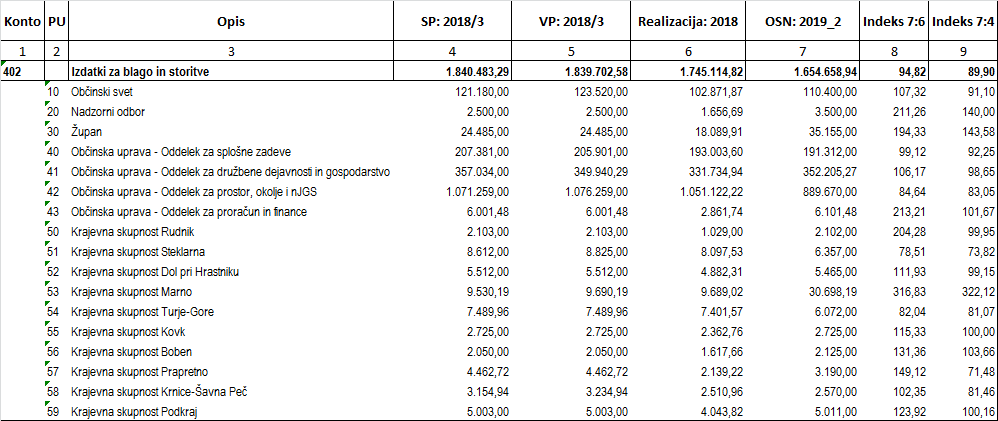 Konto PU Opis SP: 2018/3 VP: 2018/3 Realizacija: 2018 OSN: 2019_2 Indeks 7:6 Indeks 7:4
1 2 3 4 5 6 7 8 9
402 Izdatki za blago in storitve 1.840.483,29 1.839.702,58 1.745.114,82 1.654.658,94 94,82 89,90
10 Občinski svet 121.180,00 123.520,00 102.871,87 110.400,00 107,32 91,10
20 Nadzorni odbor 2.500,00 2.500,00 1.656,69 3.500,00 211,26 140,00
30 Župan 24.485,00 24.485,00 18.089,91 35.155,00 194,33 143,58
40 Občinska uprava - Oddelek za splošne zadeve 207.381,00 205.901,00 193.003,60 191.312,00 99,12 92,25
41 Občinska uprava - Oddelek za družbene dejavnosti in gospodarstvo 357.034,00 349.940,29 331.734,94 352.205,27 106,17 98,65
42 Občinska uprava - Oddelek za prostor, okolje i nJGS 1.071.259,00 1.076.259,00 1.051.122,22 889.670,00 84,64 83,05
43 Občinska uprava - Oddelek za proračun in finance 6.001,48 6.001,48 2.861,74 6.101,48 213,21 101,67
50 Krajevna skupnost Rudnik 2.103,00 2.103,00 1.029,00 2.102,00 204,28 99,95
51 Krajevna skupnost Steklarna 8.612,00 8.825,00 8.097,53 6.357,00 78,51 73,82
52 Krajevna skupnost Dol pri Hrastniku 5.512,00 5.512,00 4.882,31 5.465,00 111,93 99,15
53 Krajevna skupnost Marno 9.530,19 9.690,19 9.689,02 30.698,19 316,83 322,12
54 Krajevna skupnost Turje-Gore 7.489,96 7.489,96 7.401,57 6.072,00 82,04 81,07
55 Krajevna skupnost Kovk 2.725,00 2.725,00 2.362,76 2.725,00 115,33 100,00
56 Krajevna skupnost Boben 2.050,00 2.050,00 1.617,66 2.125,00 131,36 103,66
57 Krajevna skupnost Prapretno 4.462,72 4.462,72 2.139,22 3.190,00 149,12 71,48
58 Krajevna skupnost Krnice-Šavna Peč 3.154,94 3.234,94 2.510,96 2.570,00 102,35 81,46
59 Krajevna skupnost Podkraj 5.003,00 5.003,00 4.043,82 5.011,00 123,92 100,16